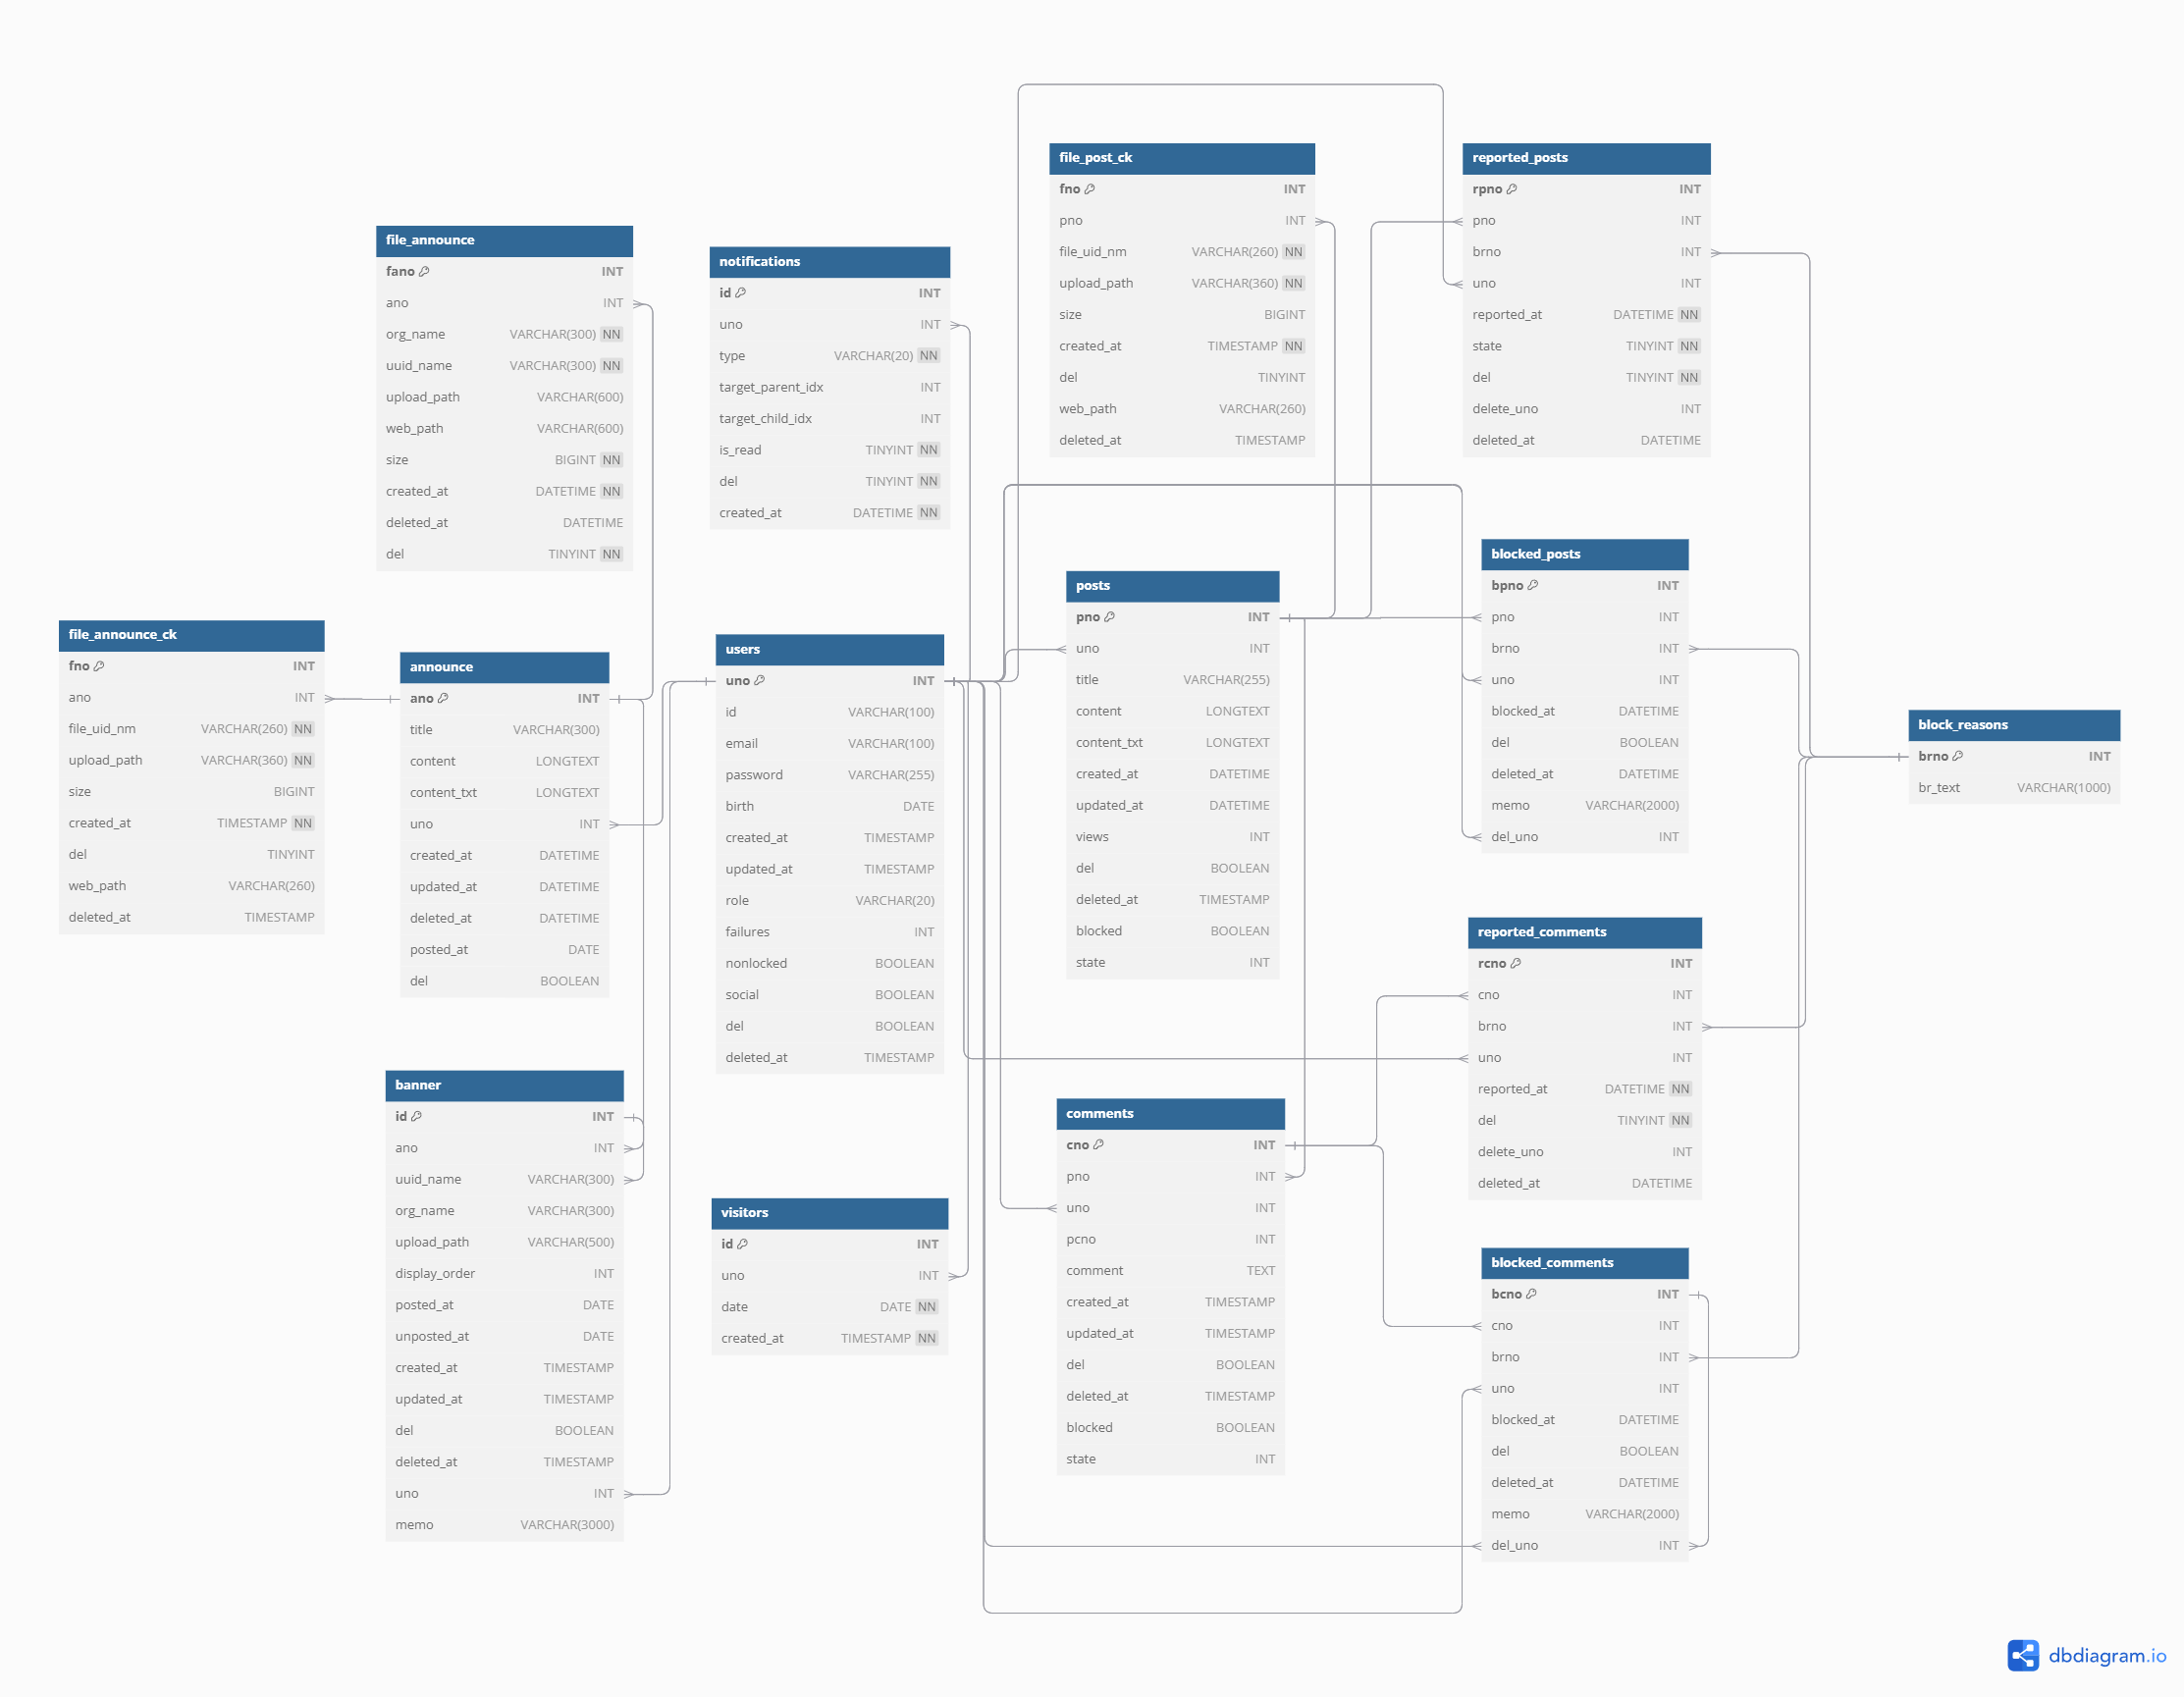 file_announce
fano INT
ano INT
org_name VARCHAR(300) NN
uuid_name VARCHAR(300) NN
upload_path VARCHAR(600)
web_path VARCHAR(600)
size BIGINT NN
created_at DATETIME NN
deleted_at DATETIME
del TINYINT NN
file_announce_ck
fno INT
ano INT
file_uid_nm VARCHAR(260) NN
upload_path VARCHAR(360) NN
size BIGINT
created_at TIMESTAMP NN
del TINYINT
web_path VARCHAR(260)
deleted_at TIMESTAMP
announce
ano INT
title VARCHAR(300)
content LONGTEXT
content_txt LONGTEXT
uno INT
created_at DATETIME
updated_at DATETIME
deleted_at DATETIME
posted_at DATE
del BOOLEAN
banner
id INT
ano INT
uuid_name VARCHAR(300)
org_name VARCHAR(300)
upload_path VARCHAR(500)
display_order INT
posted_at DATE
unposted_at DATE
created_at TIMESTAMP
updated_at TIMESTAMP
del BOOLEAN
deleted_at TIMESTAMP
uno INT
memo VARCHAR(3000)
notifications
id INT
uno INT
type VARCHAR(20) NN
target_parent_idx INT
target_child_idx INT
is_read TINYINT NN
del TINYINT NN
created_at DATETIME NN
users
uno INT
id VARCHAR(100)
email VARCHAR(100)
password VARCHAR(255)
birth DATE
created_at TIMESTAMP
updated_at TIMESTAMP
role VARCHAR(20)
failures INT
nonlocked BOOLEAN
social BOOLEAN
del BOOLEAN
deleted_at TIMESTAMP
visitors
id INT
uno INT
date DATE NN
created_at TIMESTAMP NN
file_post_ck
fno INT
pno INT
file_uid_nm VARCHAR(260) NN
upload_path VARCHAR(360) NN
size BIGINT
created_at TIMESTAMP NN
del TINYINT
web_path VARCHAR(260)
deleted_at TIMESTAMP
posts
pno INT
uno INT
title VARCHAR(255)
content LONGTEXT
content_txt LONGTEXT
created_at DATETIME
updated_at DATETIME
views INT
del BOOLEAN
deleted_at TIMESTAMP
blocked BOOLEAN
state INT
comments
cno INT
pno INT
uno INT
pcno INT
comment TEXT
created_at TIMESTAMP
updated_at TIMESTAMP
del BOOLEAN
deleted_at TIMESTAMP
blocked BOOLEAN
state INT
reported_posts
rpno INT
pno INT
brno INT
uno INT
reported_at DATETIME NN
state TINYINT NN
del TINYINT NN
delete_uno INT
deleted_at DATETIME
blocked_posts
bpno INT
pno INT
brno INT
uno INT
blocked_at DATETIME
del BOOLEAN
deleted_at DATETIME
memo VARCHAR(2000)
del_uno INT
reported_comments
rcno INT
cno INT
brno INT
uno INT
reported_at DATETIME NN
del TINYINT NN
delete_uno INT
deleted_at DATETIME
blocked_comments
bcno INT
cno INT
brno INT
uno INT
blocked_at DATETIME
del BOOLEAN
deleted_at DATETIME
memo VARCHAR(2000)
del_uno INT
block_reasons
brno INT
br_text VARCHAR(1000)
dbdiagram.io